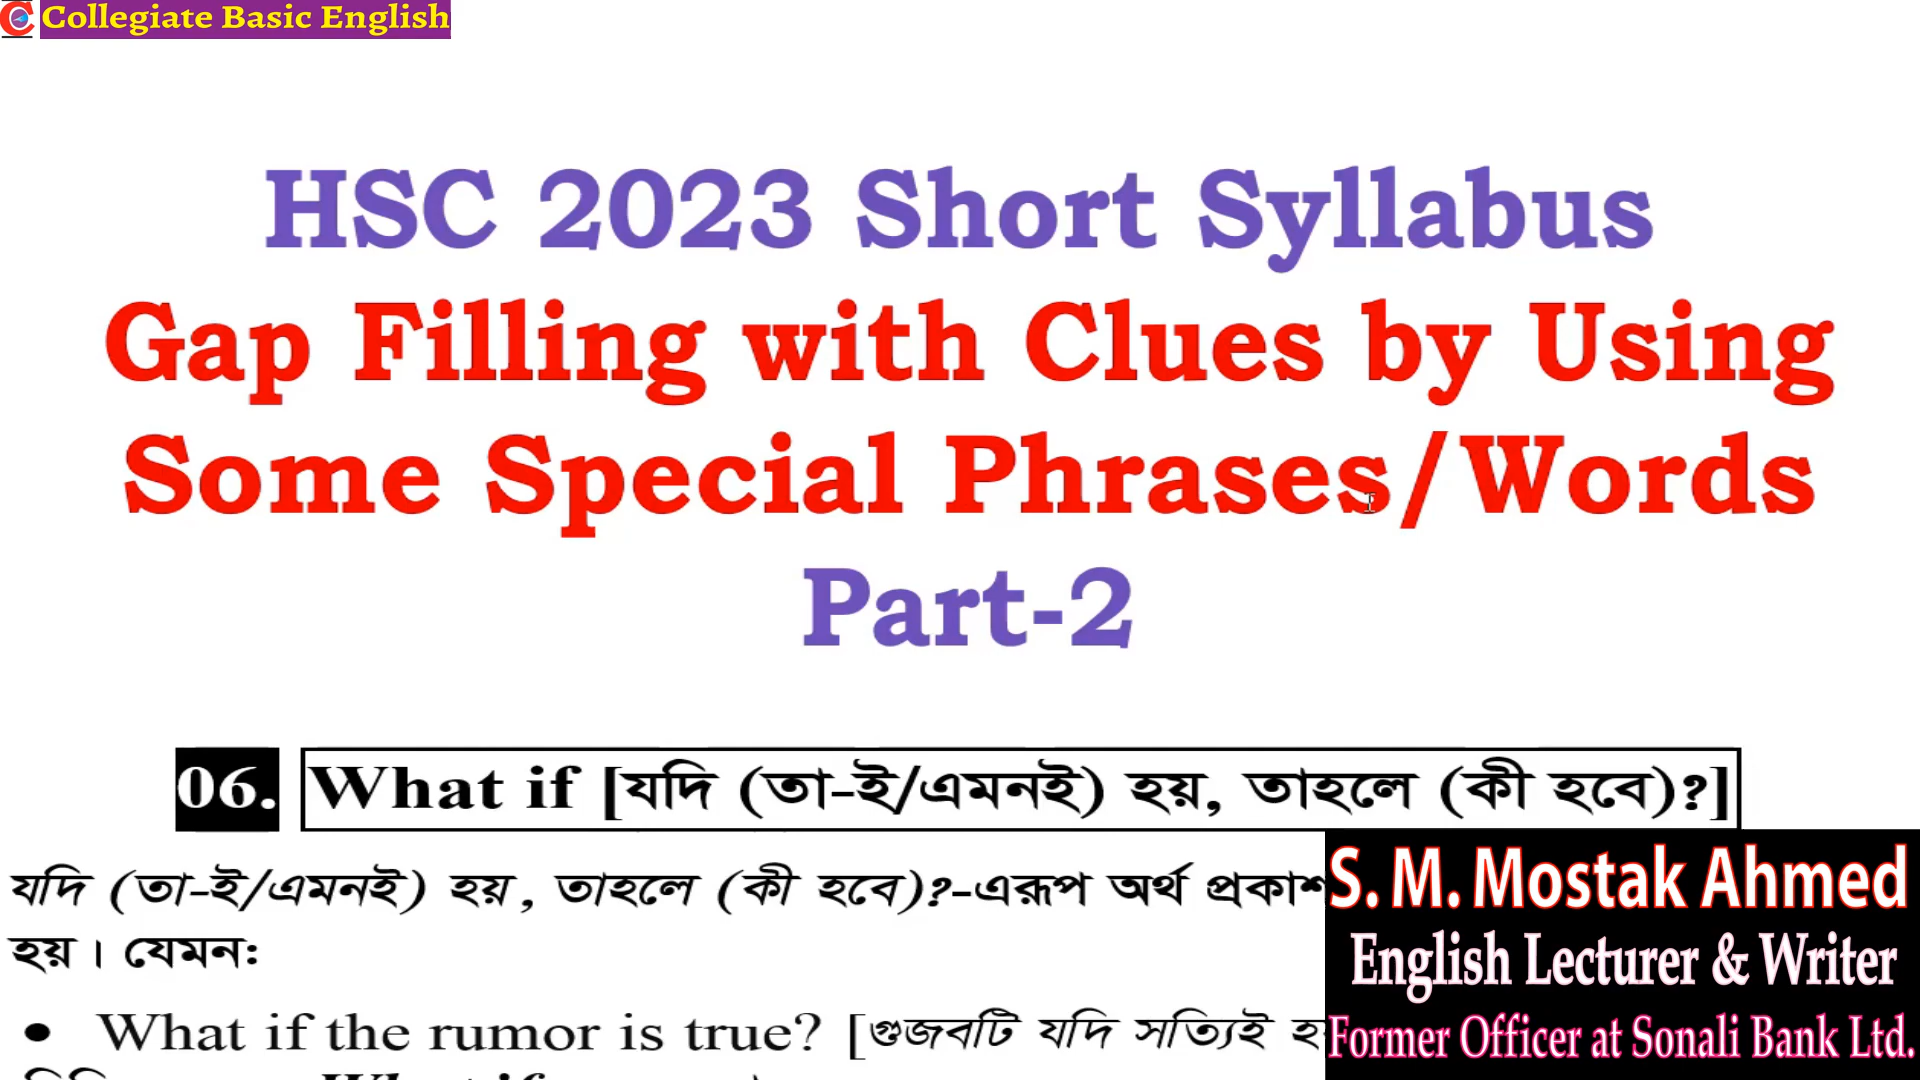 Collegiate Basic English
HSC 2023 Short Syllabus
Gap Filling with Clues by Using
Some Special Phrases/Words
Part-2
06. What if [যদি (তা-ই/এমনই) হয়, তাহলে (কী হবে)?]
যদি (তা-ই/এমনই) হয়, তাহলে (কী হবে)?-এরূপ অর্থ প্রকাশ
হয়। যেমনঃ
• What if the rumor is true? [গুজবটি যদি সত্যিই
S. M. Mostak Ahmed
English Lecturer & Writer
Former Officer at Sonali Bank Ltd.